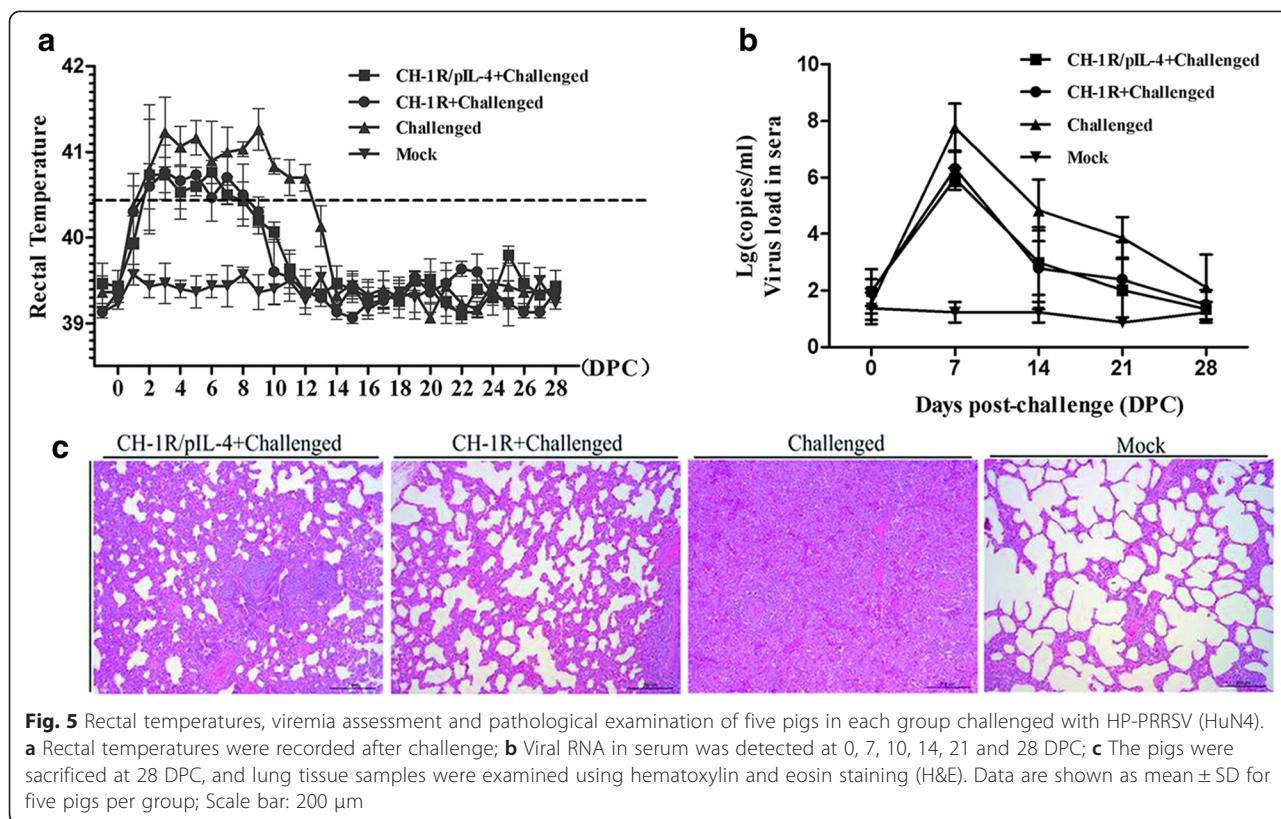 a
42
41
40
39
Rectal Temperature
CH-1R/pIL-4+Challenged
CH-1R+Challenged
Challenged
Mock
0 2 4 6 8 10 12 14 16 18 20 22 24 26 28
(DPC)
b
10
8
6
4
2
0
Lg(copies/ml)
Virus load in sera
CH-1R/pIL-4+Challenged
CH-1R+Challenged
Challenged
Mock
0 7 14 21 28
Days post-challenge (DPC)
c
CH-1R/pIL-4+Challenged
CH-1R+Challenged
Challenged
Mock
Fig. 5 Rectal temperatures, viremia assessment and pathological examination of five pigs in each group challenged with HP-PRRSV (HuN4).
a Rectal temperatures were recorded after challenge; b Viral RNA in serum was detected at 0, 7, 10, 14, 21 and 28 DPC; c The pigs were
sacrificed at 28 DPC, and lung tissue samples were examined using hematoxylin and eosin staining (H&E). Data are shown as mean ± SD for
five pigs per group; Scale bar: 200 μm